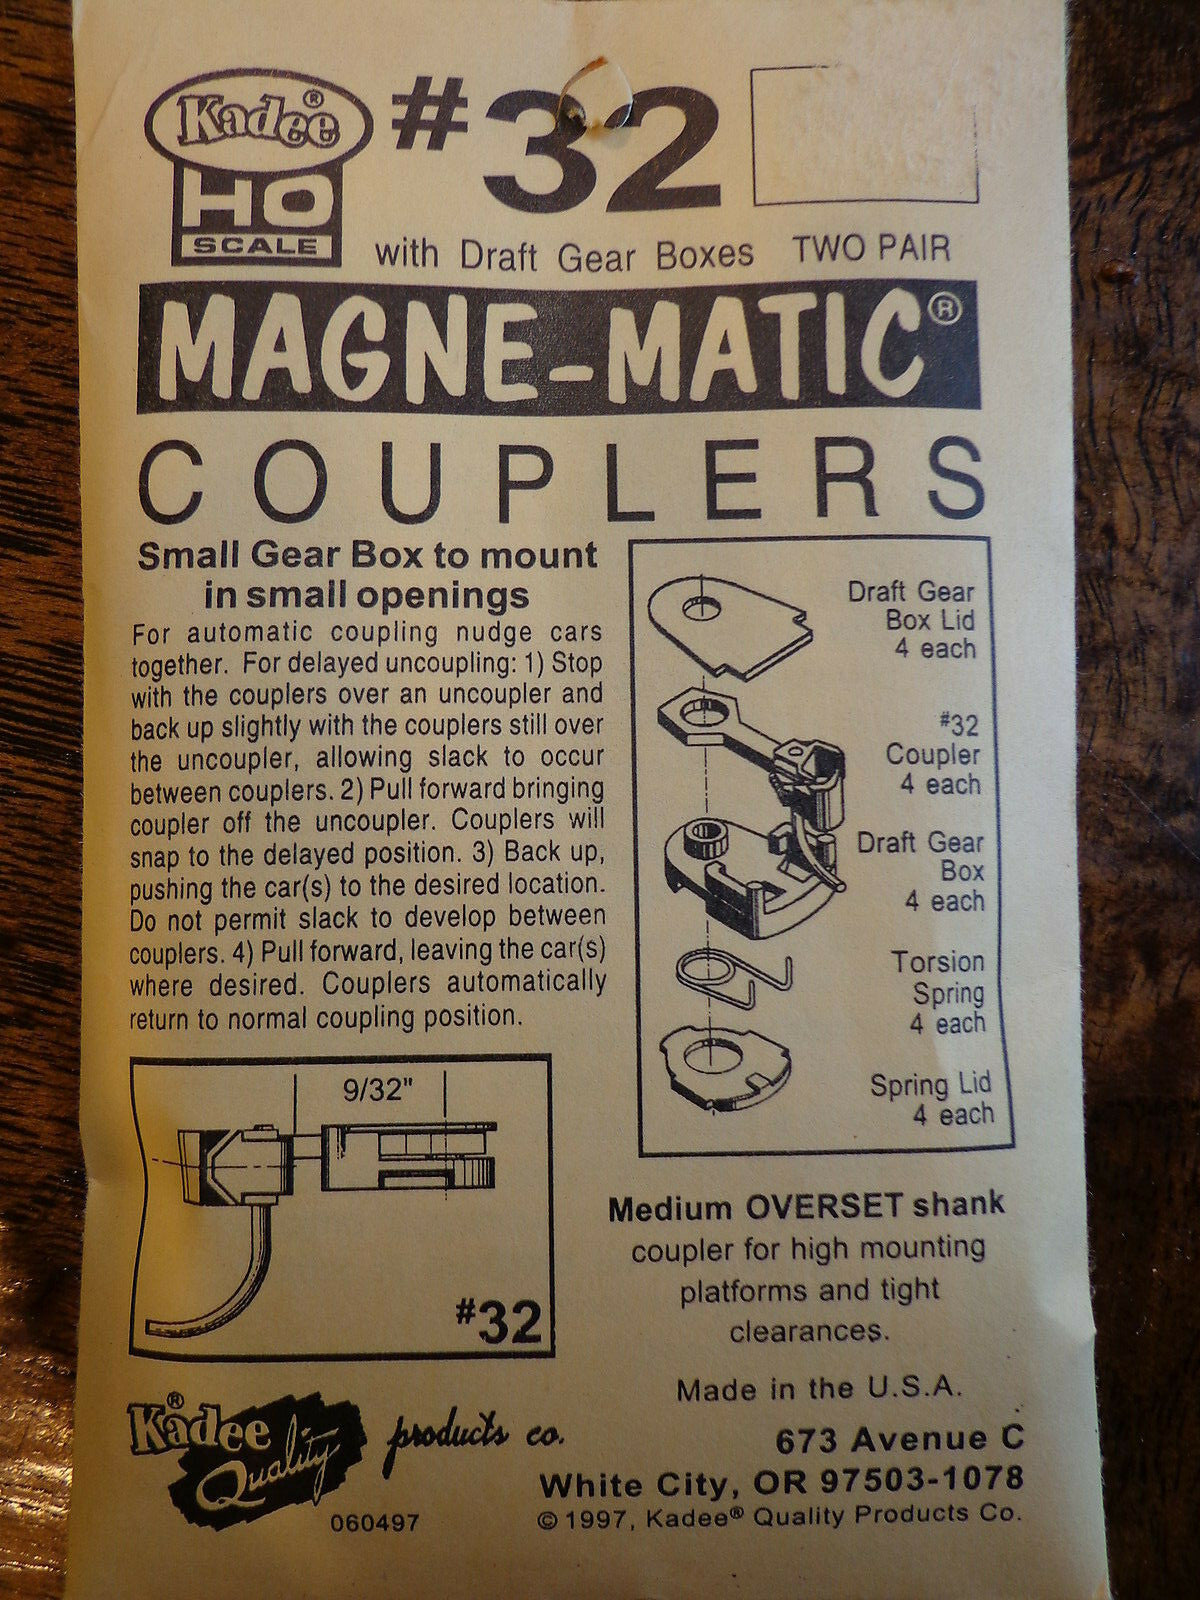 Kadee®
HO
SCALE
#32
with Draft Gear Boxes TWO PAIR
MAGNE-MATIC®
COUPLERS
Small Gear Box to mount
in small openings
For automatic coupling nudge cars
together. For delayed uncoupling: 1) Stop
with the couplers over an uncoupler and
back up slightly with the couplers still over
the uncoupler, allowing slack to occur
between couplers. 2) Pull forward bringing
coupler off the uncoupler. Couplers will
snap to the delayed position. 3) Back up,
pushing the car(s) to the desired location.
Do not permit slack to develop between
couplers. 4) Pull forward, leaving the car(s)
where desired. Couplers automatically
return to normal coupling position.
Draft Gear
Box Lid
4 each
#32
Coupler
4 each
Draft Gear
Box
4 each
Torsion
Spring
4 each
Spring Lid
4 each
9/32"
#32
Medium OVERSET shank
coupler for high mounting
platforms and tight
clearances.
Made in the U.S.A.
Kadee®
Quality
products co.
060497
673 Avenue C
White City, OR 97503-1078
© 1997, Kadee® Quality Products Co.